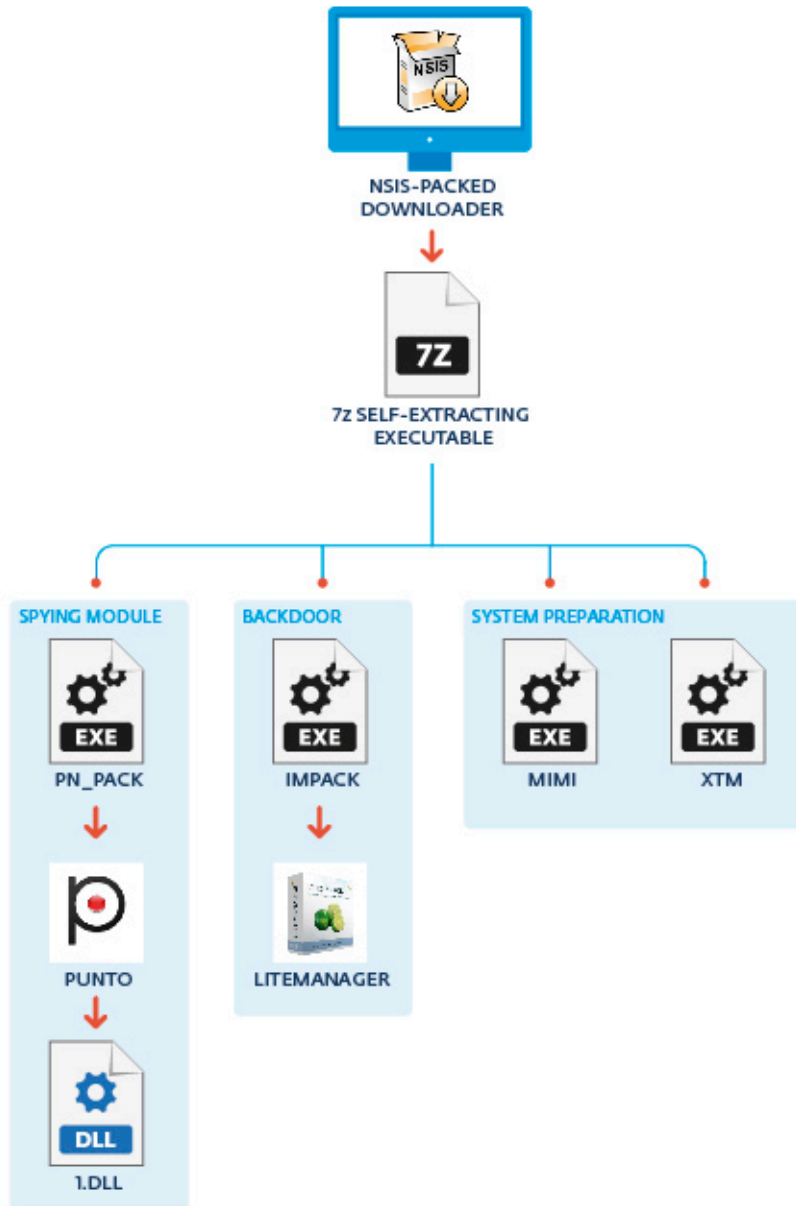 NSIS
NSIS-PACKED
DOWNLOADER
7Z
7z SELF-EXTRACTING
EXECUTABLE
SPYING MODULE
EXE
PN_PACK
PUNTO
DLL
1.DLL
BACKDOOR
EXE
IMPACK
LITEMANAGER
SYSTEM PREPARATION
EXE
MIMI
EXE
XTM